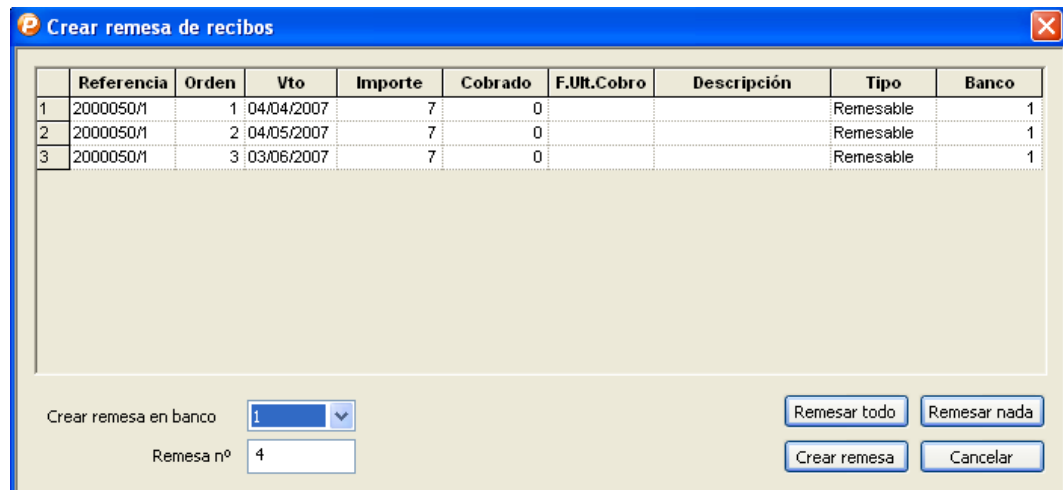 Crear remesa de recibos
Referencia Orden Vto Importe Cobrado F.Ult.Cobro Descripción Tipo Banco
1 2000050/1 1 04/04/2007 7 0 Remesable 1
2 2000050/1 2 04/05/2007 7 0 Remesable 1
3 2000050/1 3 03/06/2007 7 0 Remesable 1
Crear remesa en banco 1 Remesar todo Remesar nada
Remesa nº 4 Crear remesa Cancelar